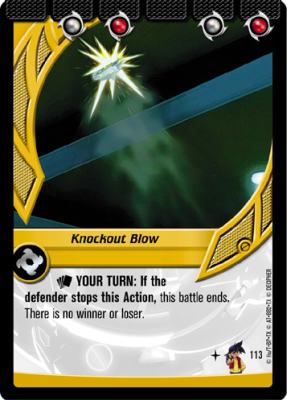 Knockout Blow
YOUR TURN: If the
defender stops this Action, this battle ends.
There is no winner or loser.
113